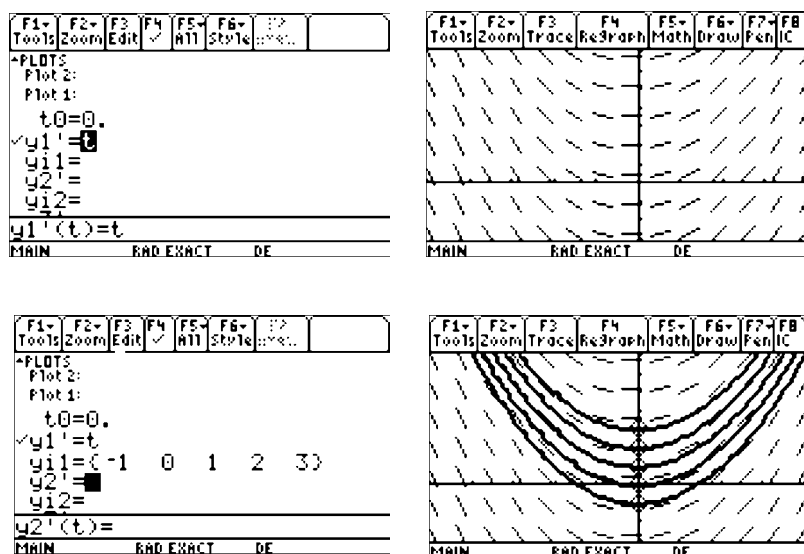 F1▾ F2▾ F3 F4 F5▾ F6▾
Tools Zoom Edit ✓ All Style
▴PLOTS
Plot 2:
Plot 1:
t0=0.
✓y1'=t
yi1=
y2'=
yi2=
y1'(t)=t
MAIN RAD EXACT DE
F1▾ F2▾ F3 F4 F5▾ F6▾ F7▾ F8
Tools Zoom Trace ReGraph Math Draw Pen IC
MAIN RAD EXACT DE
F1▾ F2▾ F3 F4 F5▾ F6▾
Tools Zoom Edit ✓ All Style
▴PLOTS
Plot 2:
Plot 1:
t0=0.
✓y1'=t
yi1={-1 0 1 2 3}
y2'=
yi2=
y2'(t)=
MAIN RAD EXACT DE
F1▾ F2▾ F3 F4 F5▾ F6▾ F7▾ F8
Tools Zoom Trace ReGraph Math Draw Pen IC
MAIN RAD EXACT DE